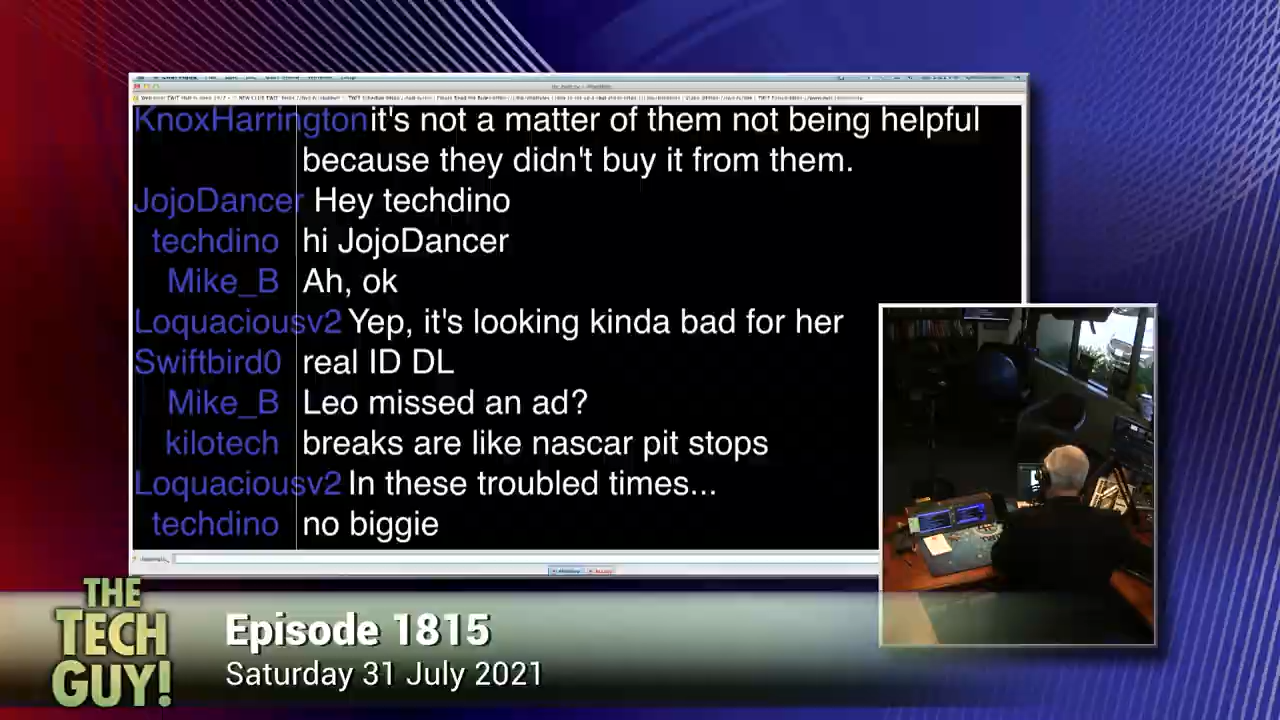 KnoxHarrington it's not a matter of them not being helpful
because they didn't buy it from them.
JojoDancer Hey techdino
techdino hi JojoDancer
Mike_B Ah, ok
Loquaciousv2 Yep, it's looking kinda bad for her
Swiftbird0 real ID DL
Mike_B Leo missed an ad?
kilotech breaks are like nascar pit stops
Loquaciousv2 In these troubled times...
techdino no biggie
THE
TECH
GUY!
Episode 1815
Saturday 31 July 2021